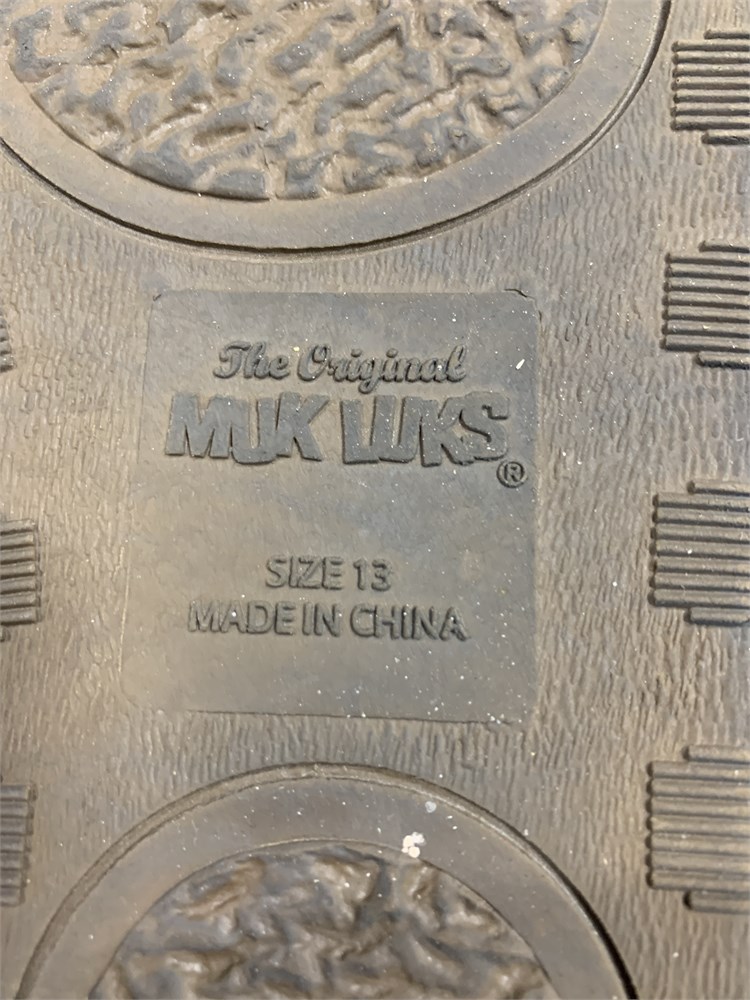 The Original
MUK LUKS®
SIZE 13
MADE IN CHINA